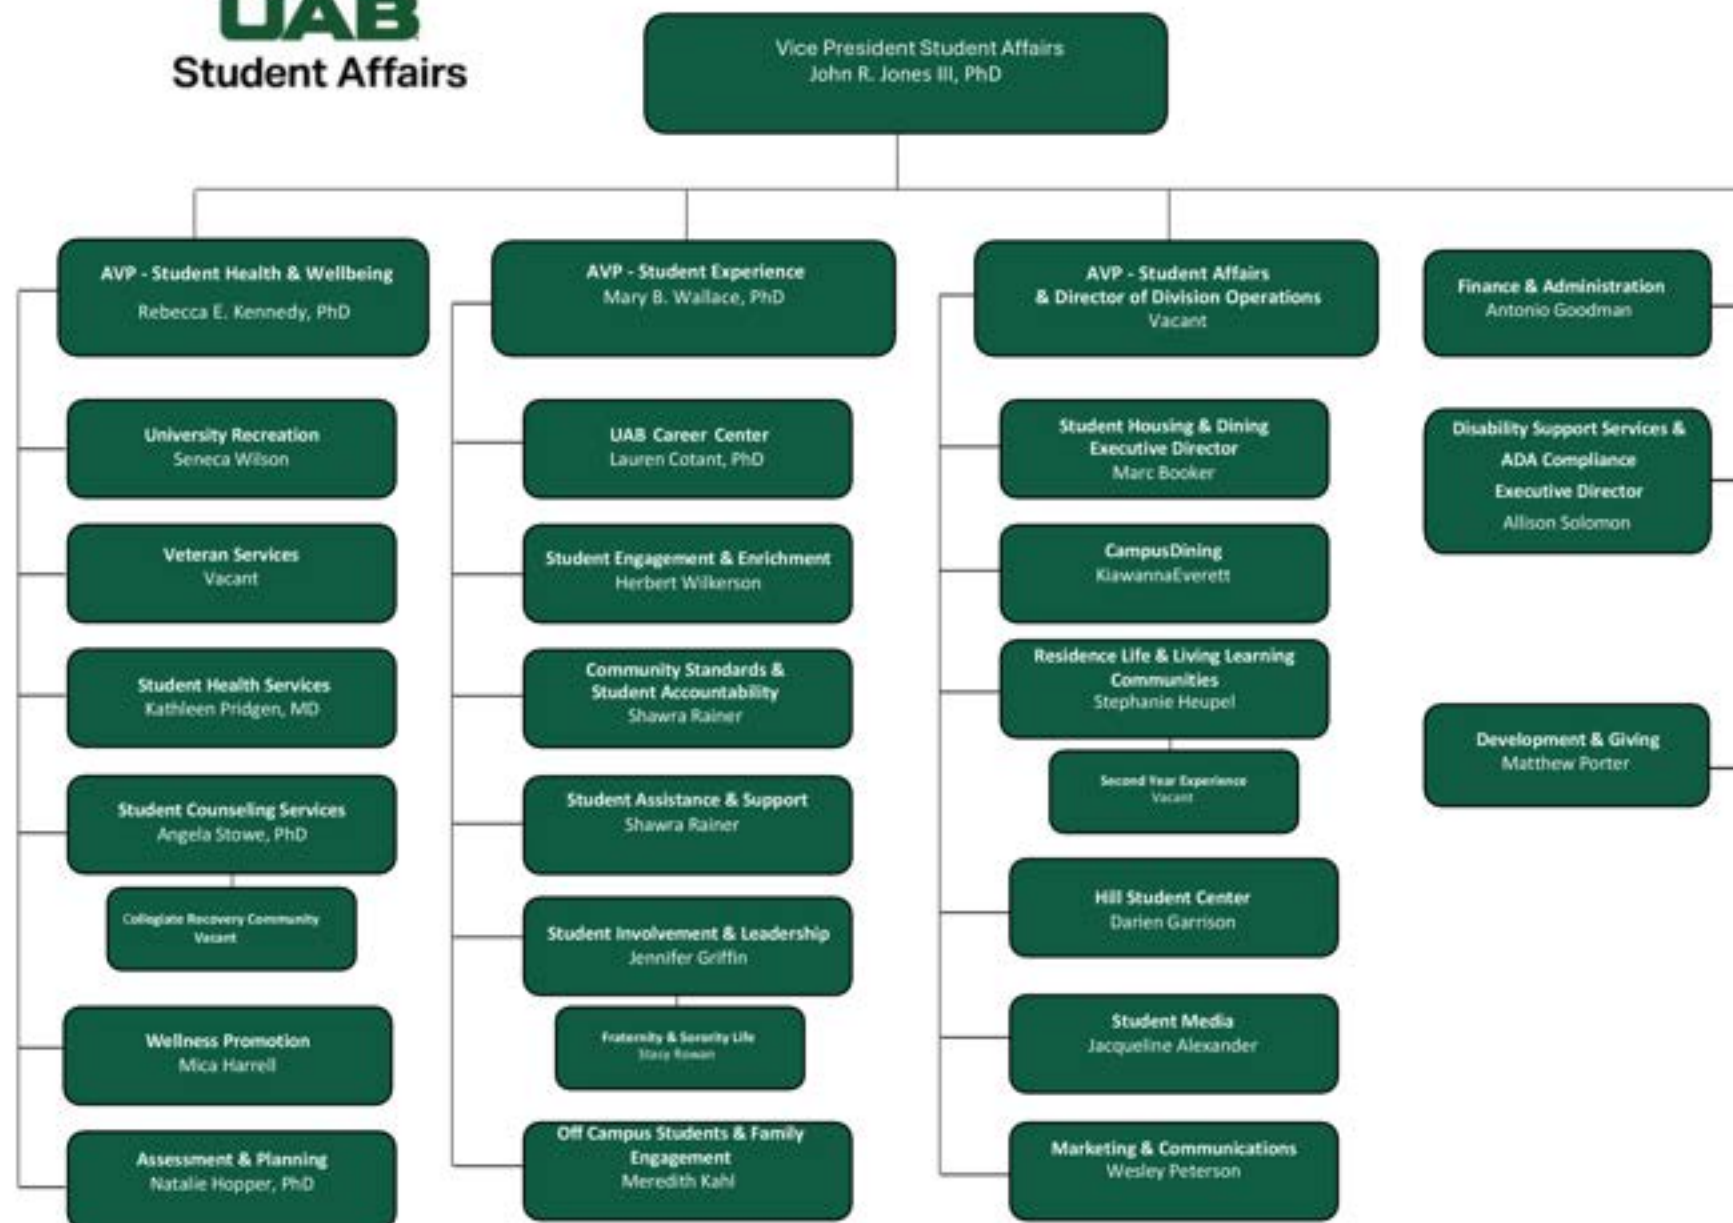 UAB
Student Affairs
Vice President Student Affairs
John R. Jones III, PhD
AVP - Student Health & Wellbeing
Rebecca E. Kennedy, PhD
University Recreation
Seneca Wilson
Veteran Services
Vacant
Student Health Services
Kathleen Pridgen, MD
Student Counseling Services
Angela Stowe, PhD
Collegiate Recovery Community
Vacant
Wellness Promotion
Mica Harrell
Assessment & Planning
Natalie Hopper, PhD
AVP - Student Experience
Mary B. Wallace, PhD
UAB Career Center
Lauren Cotant, PhD
Student Engagement & Enrichment
Herbert Wilkerson
Community Standards &
Student Accountability
Shawra Rainer
Student Assistance & Support
Shawra Rainer
Student Involvement & Leadership
Jennifer Griffin
Fraternity & Sorority Life
Stacy Rowan
Off Campus Students & Family
Engagement
Meredith Kahl
AVP - Student Affairs
& Director of Division Operations
Vacant
Student Housing & Dining
Executive Director
Marc Booker
CampusDining
KiawannaEverett
Residence Life & Living Learning
Communities
Stephanie Heupel
Second Year Experience
Vacant
Hill Student Center
Darien Garrison
Student Media
Jacqueline Alexander
Marketing & Communications
Wesley Peterson
Finance & Administration
Antonio Goodman
Disability Support Services &
ADA Compliance
Executive Director
Allison Solomon
Development & Giving
Matthew Porter